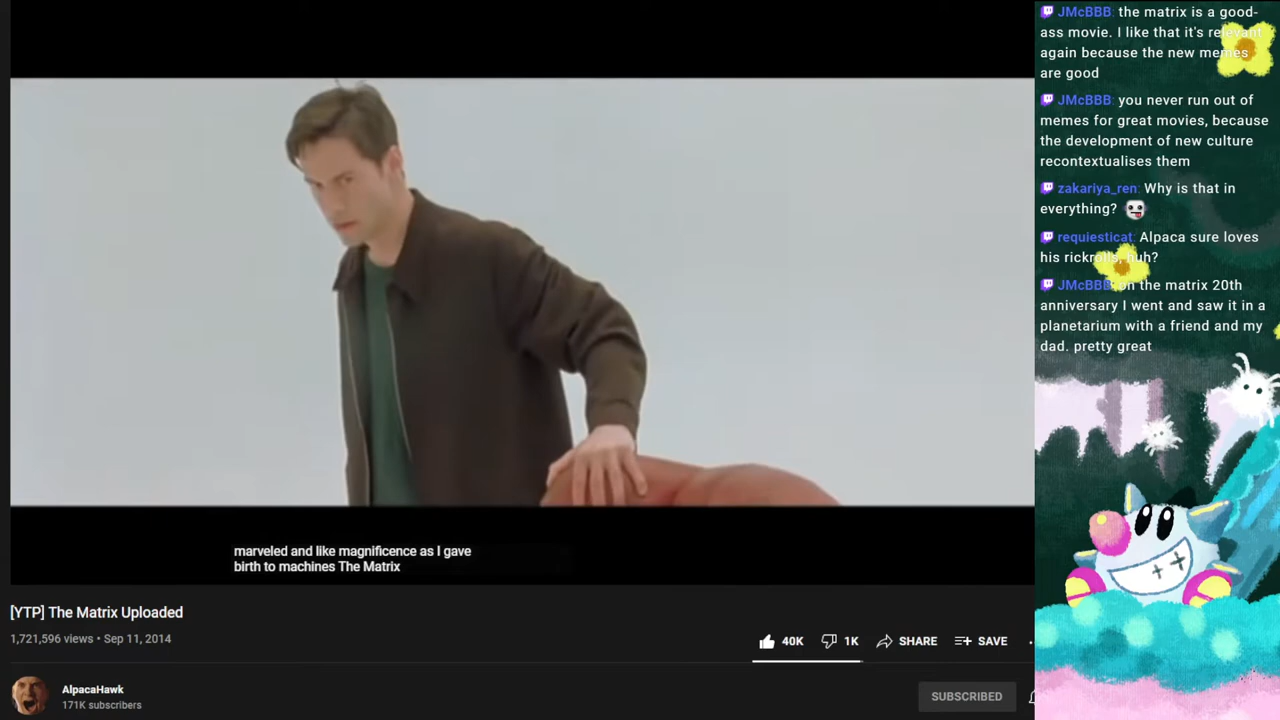 marveled and like magnificence as I gave
birth to machines The Matrix
[YTP] The Matrix Uploaded
1,721,596 views • Sep 11, 2014
40K
1K
SHARE
SAVE
AlpacaHawk
171K subscribers
SUBSCRIBED
JMcBBB: the matrix is a good-
ass movie. I like that it's relevant
again because the new memes
are good
JMcBBB: you never run out of
memes for great movies, because
the development of new culture
recontextualises them
zakariya_ren: Why is that in
everything?
requiesticat: Alpaca sure loves
his rickrolls, huh?
JMcBBB: on the matrix 20th
anniversary I went and saw it in a
planetarium with a friend and my
dad. pretty great